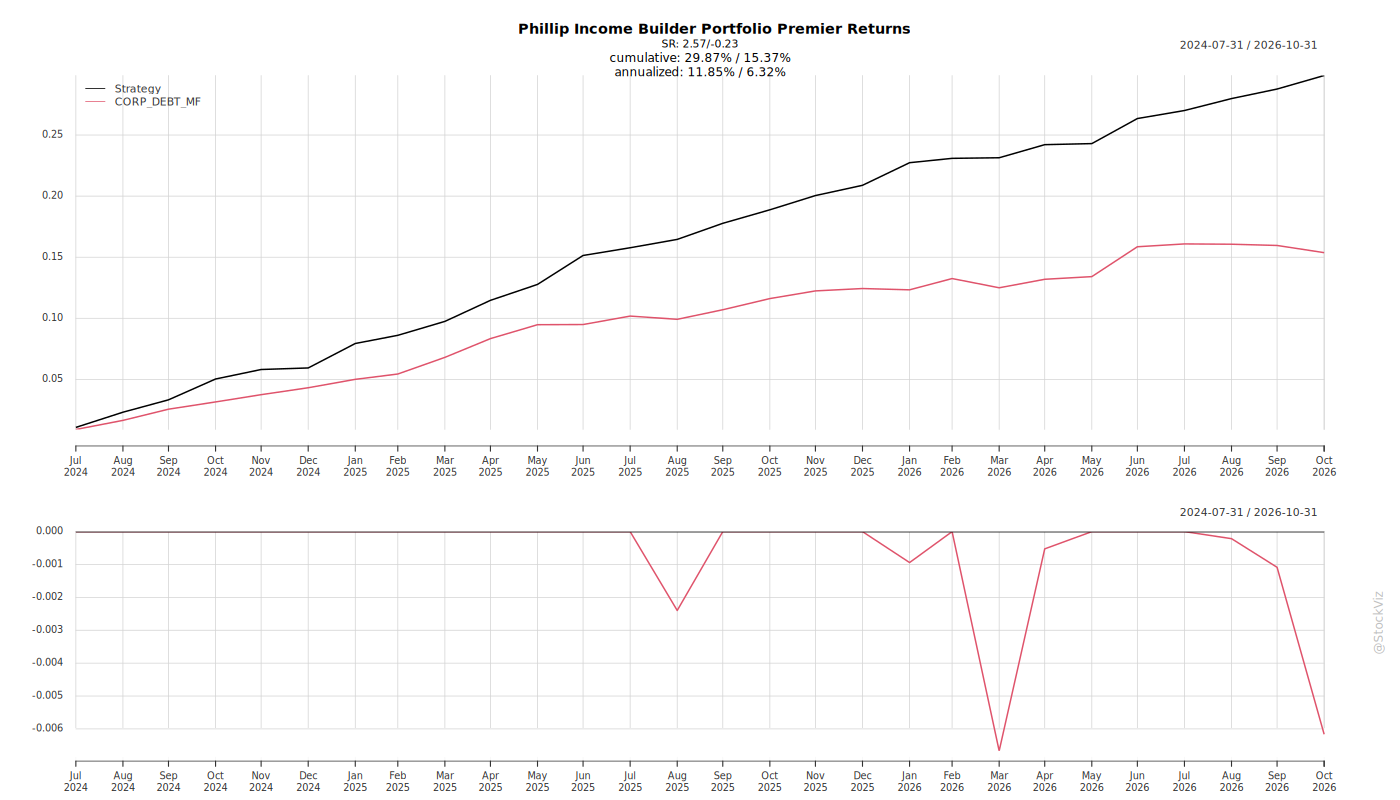 Phillip Income Builder Portfolio Premier Returns
SR: 2.57/-0.23
cumulative: 29.87% / 15.37%
annualized: 11.85% / 6.32%
2024-07-31 / 2026-10-31
Strategy
CORP_DEBT_MF
0.25
0.20
0.15
0.10
0.05
Jul Aug Sep Oct Nov Dec Jan Feb Mar Apr May Jun Jul Aug Sep Oct Nov Dec Jan Feb Mar Apr May Jun Jul Aug Sep Oct
2024 2024 2024 2024 2024 2024 2025 2025 2025 2025 2025 2025 2025 2025 2025 2025 2025 2025 2026 2026 2026 2026 2026 2026 2026 2026 2026 2026
2024-07-31 / 2026-10-31
0.000
-0.001
-0.002
-0.003
-0.004
-0.005
-0.006
Jul Aug Sep Oct Nov Dec Jan Feb Mar Apr May Jun Jul Aug Sep Oct Nov Dec Jan Feb Mar Apr May Jun Jul Aug Sep Oct
2024 2024 2024 2024 2024 2024 2025 2025 2025 2025 2025 2025 2025 2025 2025 2025 2025 2025 2026 2026 2026 2026 2026 2026 2026 2026 2026 2026
@StockViz